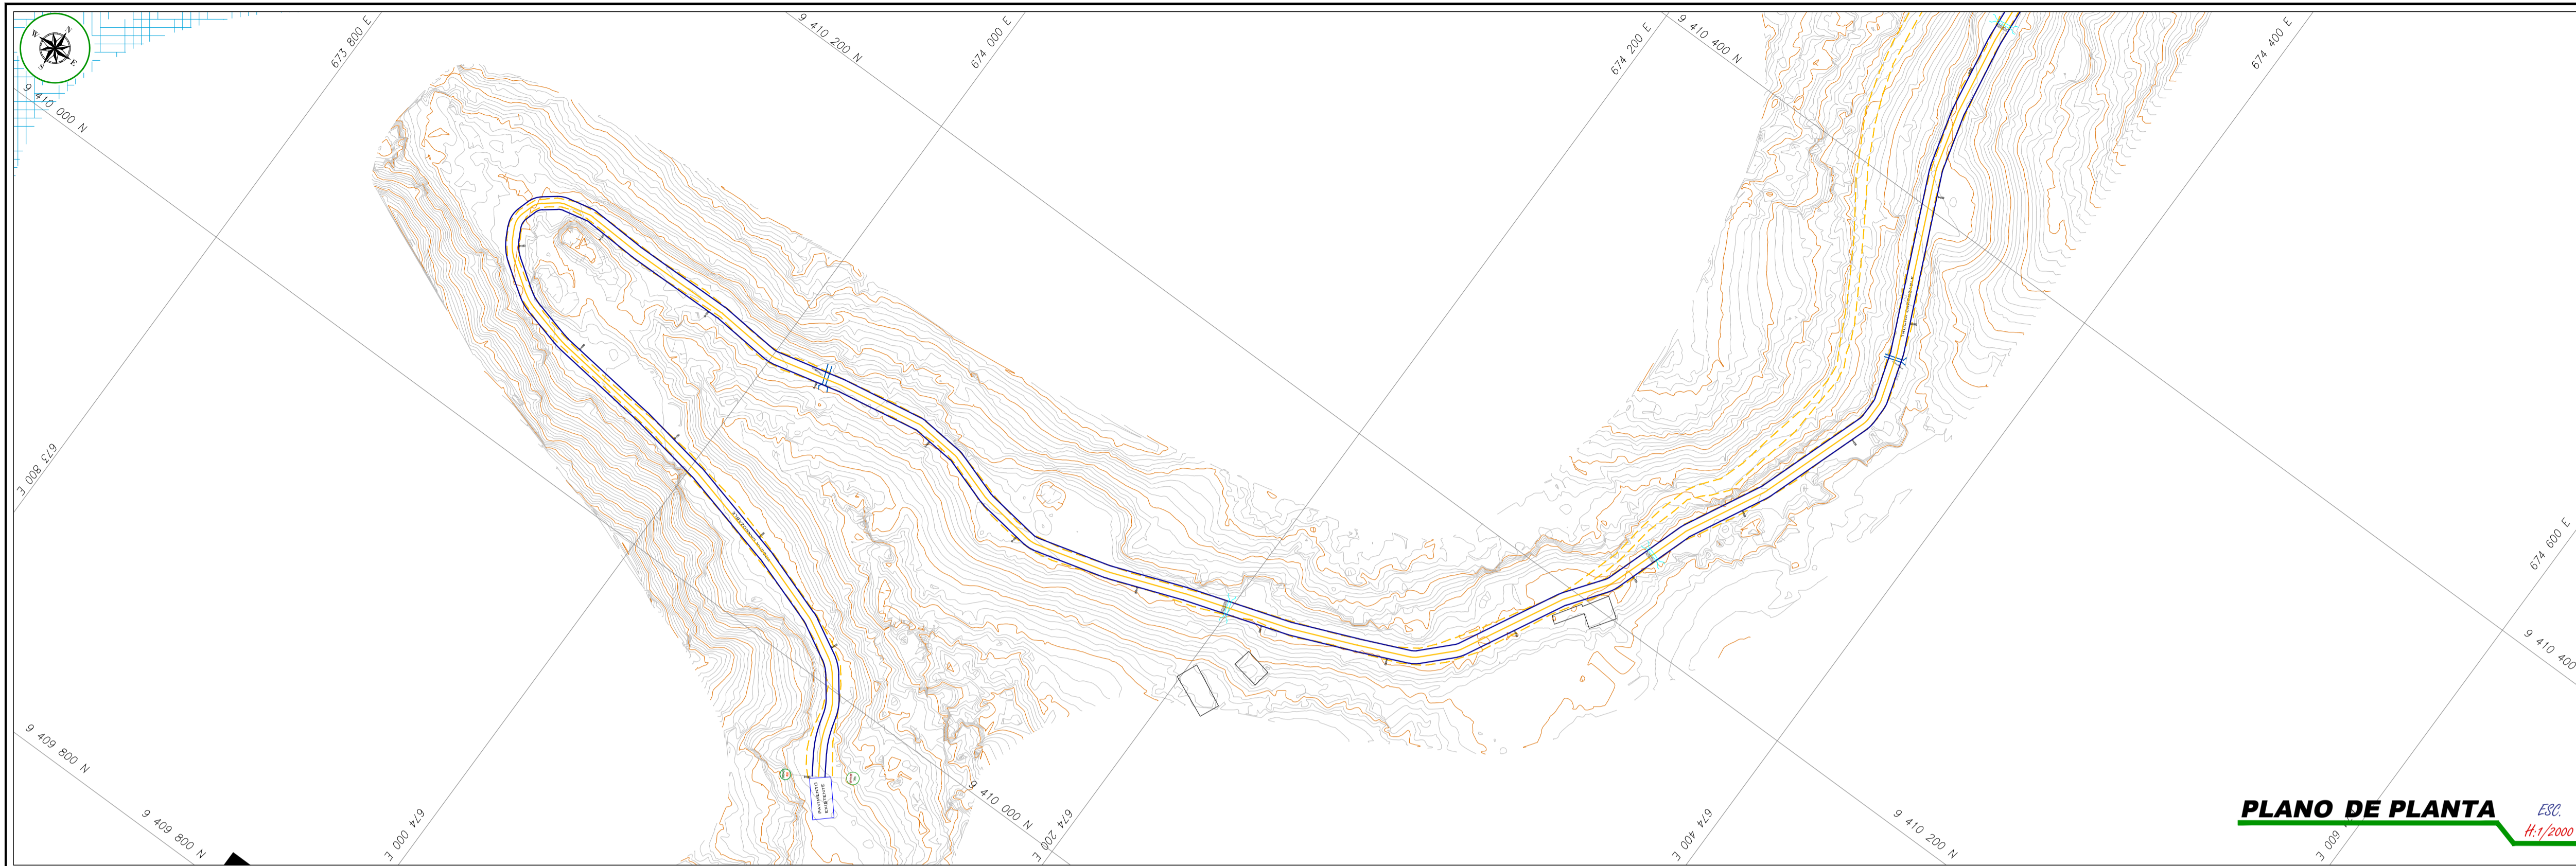 N
W
E
S
673 800 E
9 410 200 N
674 000 E
674 200 E
9 410 400 N
674 400 E
9 410 000 N
673 800 E
674 600 E
9 410 400
9 409 800 N
9 409 800 N
674 000 E
PAVIMENTO
EXISTENTE
9 410 000 N
674 200 E
674 400 E
9 410 200 N
PLANO DE PLANTA
ESC.
H:1/2000